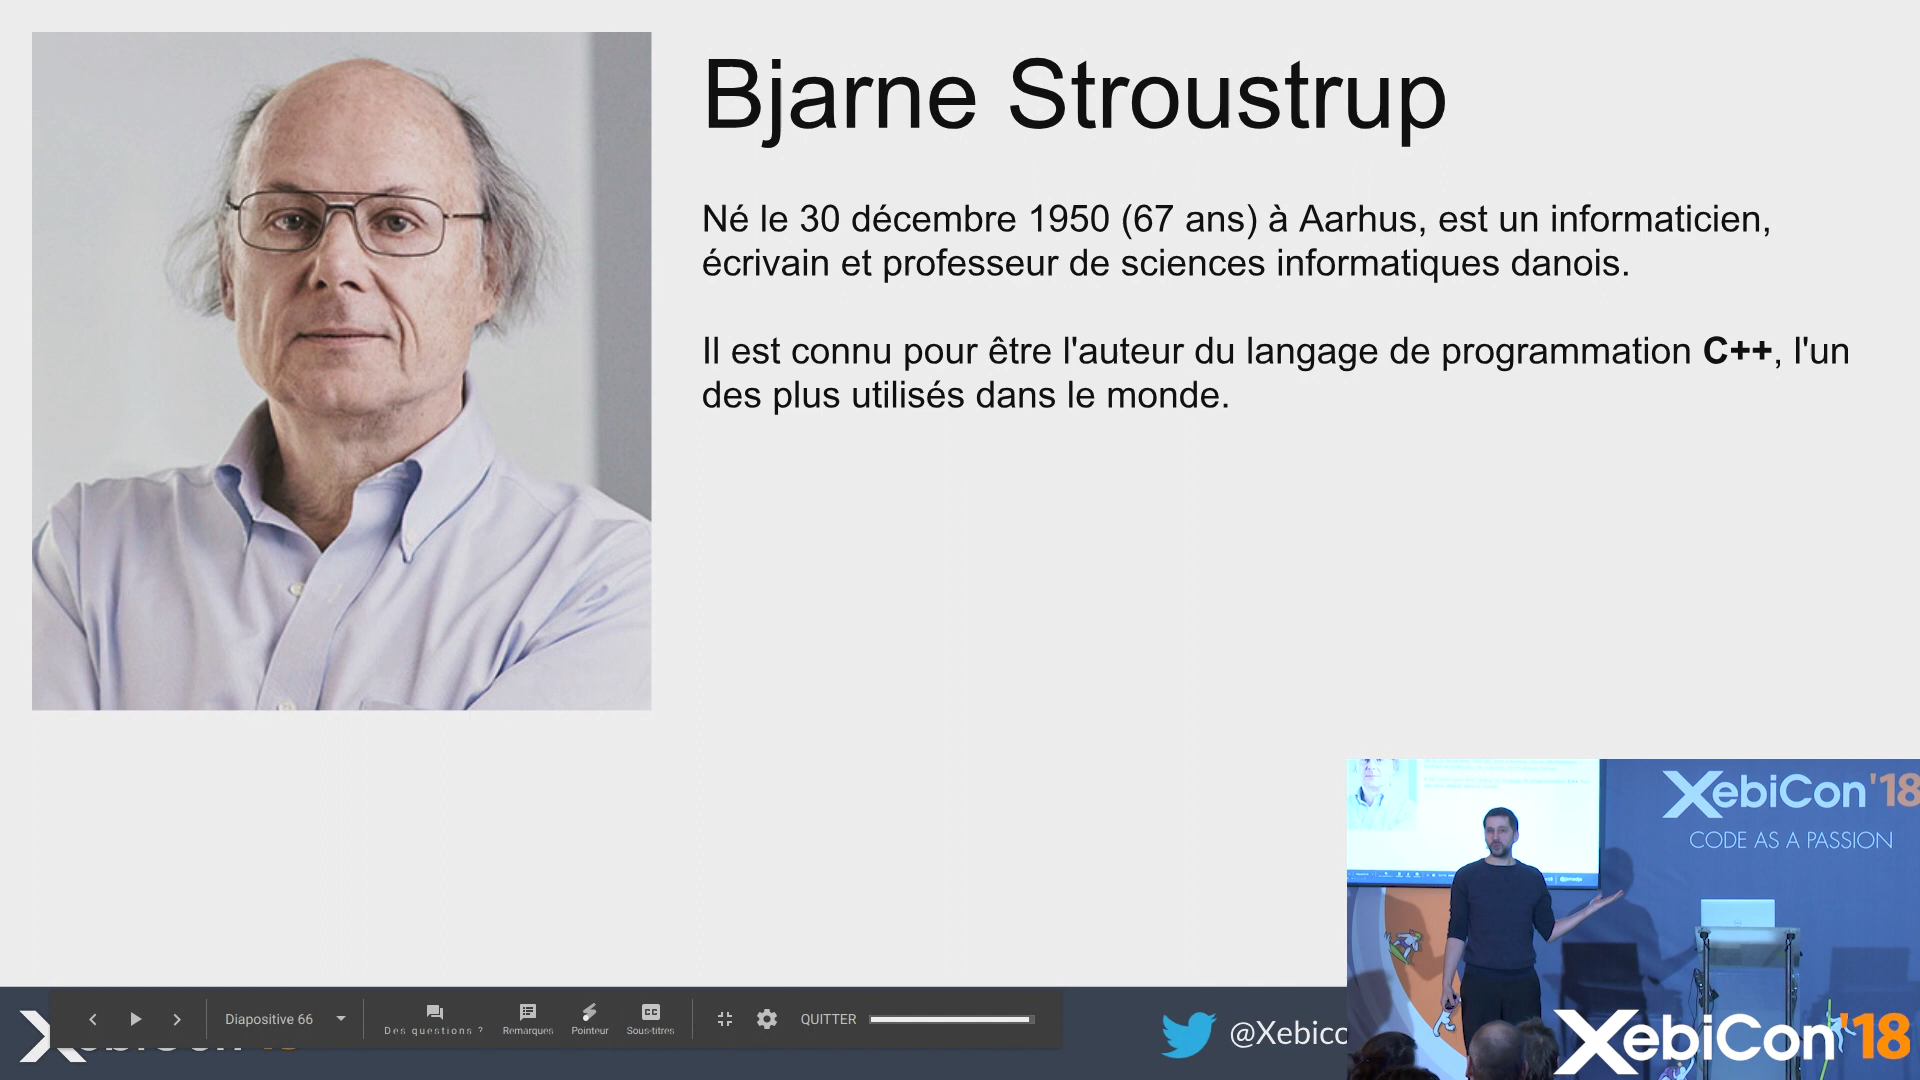 Bjarne Stroustrup
Né le 30 décembre 1950 (67 ans) à Aarhus, est un informaticien,
écrivain et professeur de sciences informatiques danois.
Il est connu pour être l'auteur du langage de programmation C++, l'un
des plus utilisés dans le monde.
XebiCon'18
CODE AS A PASSION
Diapositive 66
Des questions ?
Remarques
Pointeur
Sous-titres
QUITTER
@Xebico
XebiCon'18